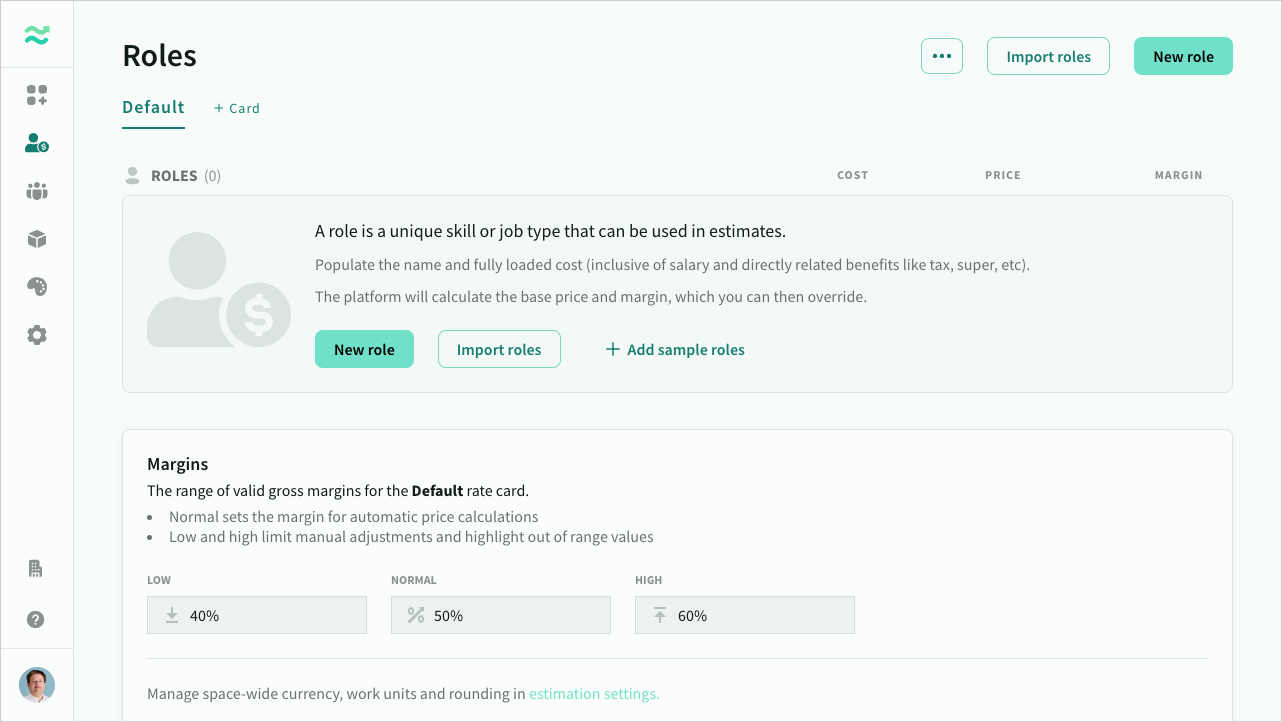 Roles
Import roles
New role
Default
+ Card
ROLES (0)
COST
PRICE
MARGIN
A role is a unique skill or job type that can be used in estimates.
Populate the name and fully loaded cost (inclusive of salary and directly related benefits like tax, super, etc).
The platform will calculate the base price and margin, which you can then override.
New role
Import roles
+ Add sample roles
Margins
The range of valid gross margins for the Default rate card.
• Normal sets the margin for automatic price calculations
• Low and high limit manual adjustments and highlight out of range values
LOW
NORMAL
HIGH
40%
50%
60%
Manage space-wide currency, work units and rounding in estimation settings.